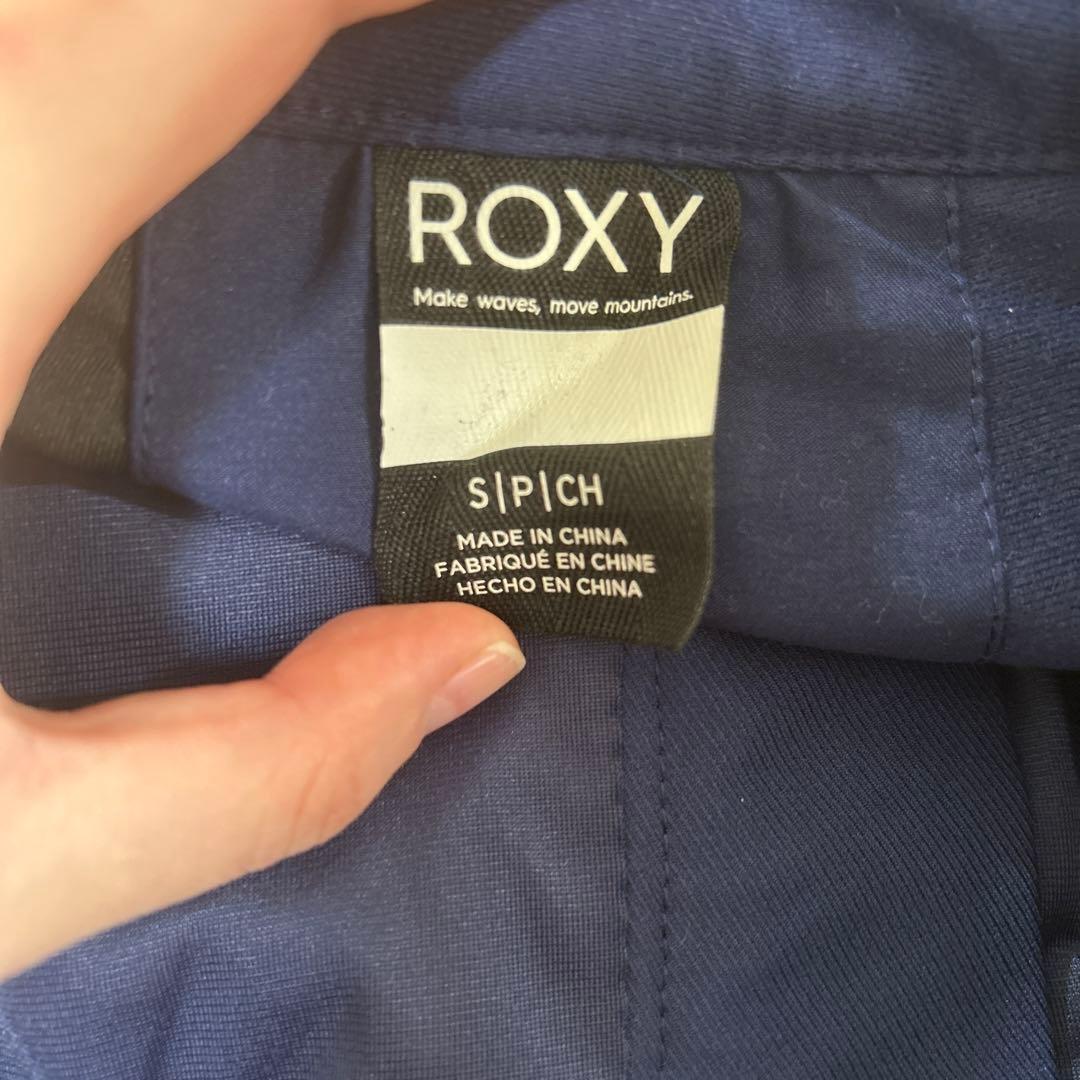 ROXY
Make waves, move mountains.
S|P|CH
MADE IN CHINA
FABRIQUÉ EN CHINE
HECHO EN CHINA